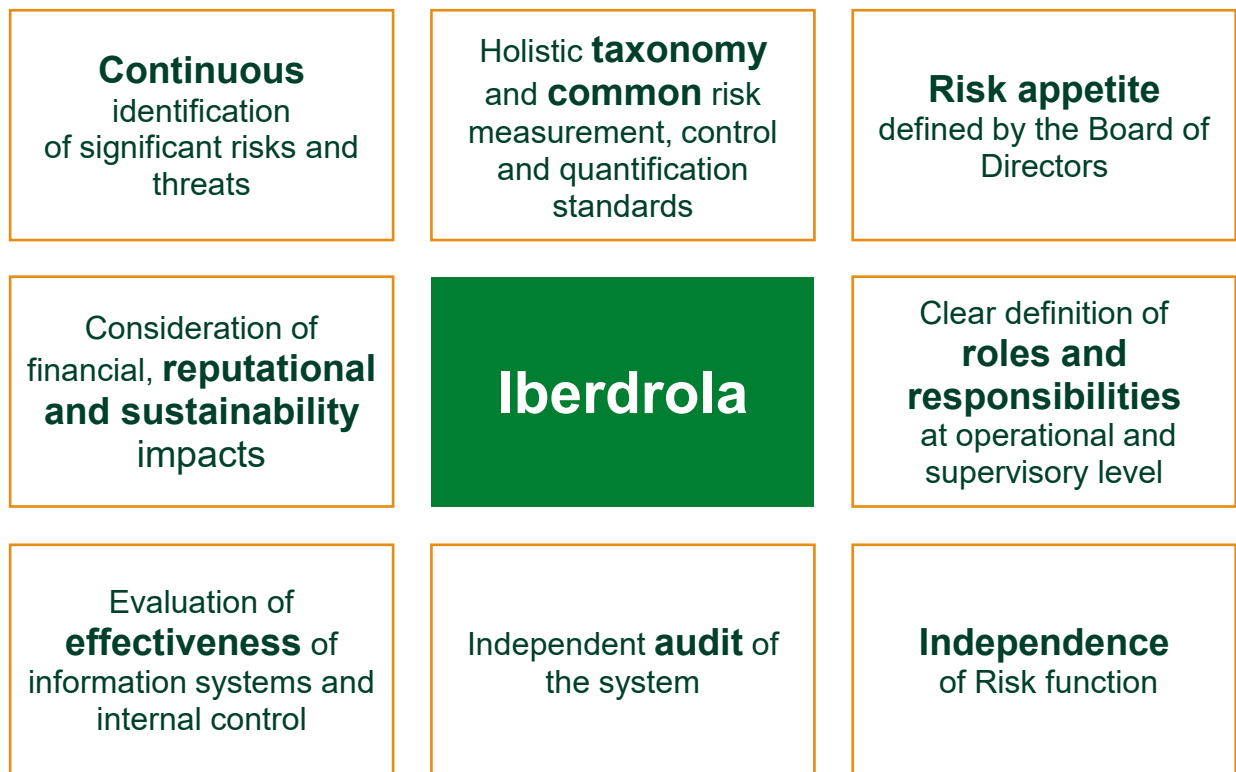 Continuous
identification
of significant risks and
threats
Holistic taxonomy
and common risk
measurement, control
and quantification
standards
Risk appetite
defined by the Board of
Directors
Consideration of
financial, reputational
and sustainability
impacts
Iberdrola
Clear definition of
roles and
responsibilities
at operational and
supervisory level
Evaluation of
effectiveness of
information systems and
internal control
Independent audit of
the system
Independence
of Risk function